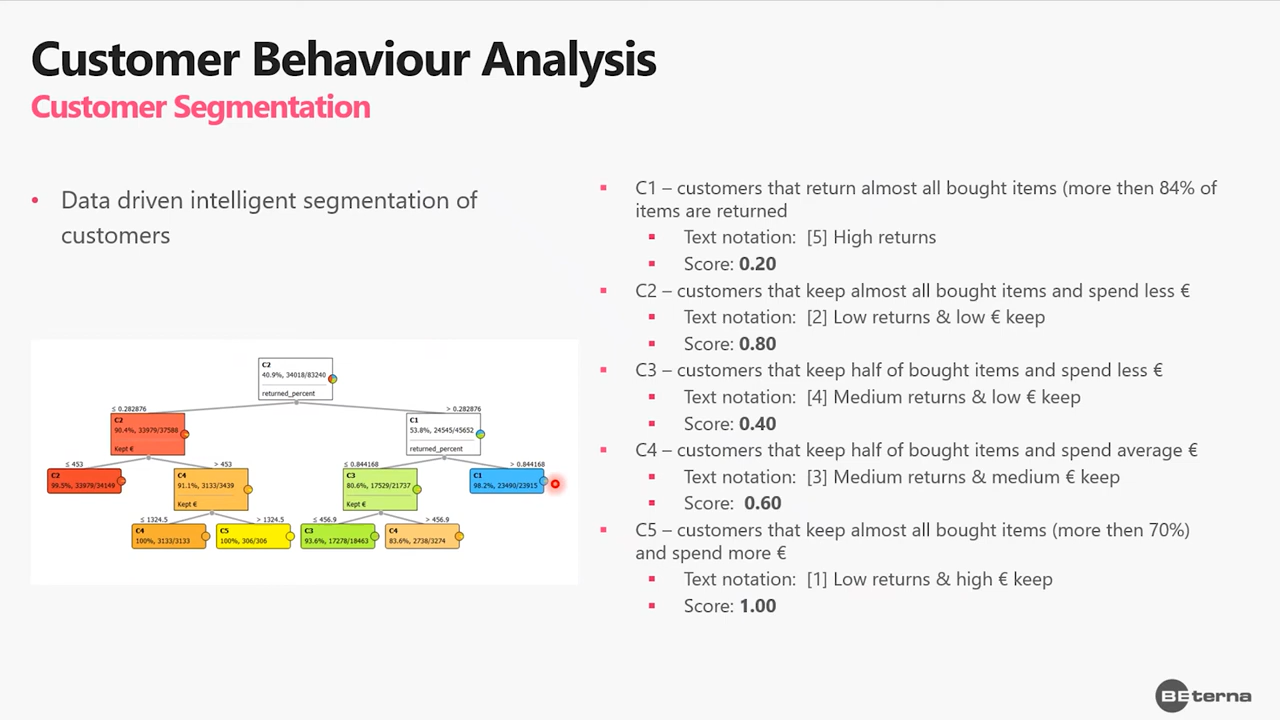 Customer Behaviour Analysis
Customer Segmentation
• Data driven intelligent segmentation of
customers
C2
40.9%, 34018/83240
returned_percent
≤ 0.282876
> 0.282876
C2
90.4%, 33979/37588
Kept €
C1
53.8%, 24545/45652
returned_percent
≤ 453
> 453
≤ 0.844168
> 0.844168
C2
99.5%, 33979/34149
C4
91.1%, 3133/3439
Kept €
C3
80.6%, 17529/21737
Kept €
C1
98.2%, 23490/23915
≤ 1324.5
> 1324.5
≤ 456.9
> 456.9
C4
100%, 3133/3133
C5
100%, 306/306
C3
93.6%, 17278/18463
C4
83.6%, 2738/3274
▪ C1 – customers that return almost all bought items (more then 84% of
items are returned
▪ Text notation: [5] High returns
▪ Score: 0.20
▪ C2 – customers that keep almost all bought items and spend less €
▪ Text notation: [2] Low returns & low € keep
▪ Score: 0.80
▪ C3 – customers that keep half of bought items and spend less €
▪ Text notation: [4] Medium returns & low € keep
▪ Score: 0.40
▪ C4 – customers that keep half of bought items and spend average €
▪ Text notation: [3] Medium returns & medium € keep
▪ Score: 0.60
▪ C5 – customers that keep almost all bought items (more then 70%)
and spend more €
▪ Text notation: [1] Low returns & high € keep
▪ Score: 1.00
BEterna